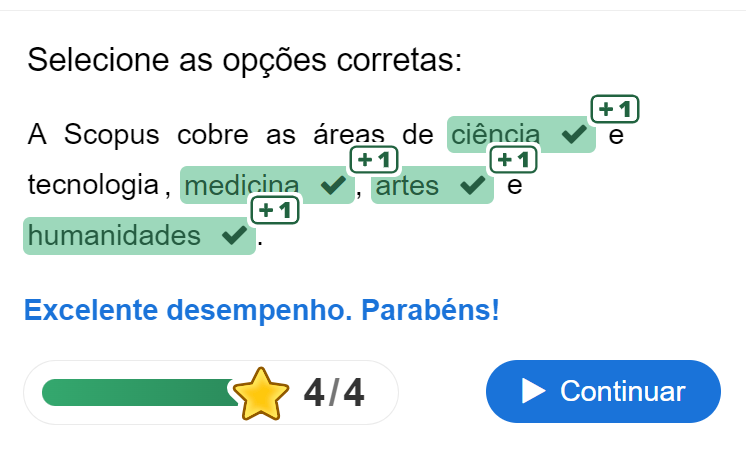 Selecione as opções corretas:
A Scopus cobre as áreas de ciência ✔ +1 e
tecnologia, medicina ✔ +1, artes ✔ +1 e
humanidades ✔ +1.
Excelente desempenho. Parabéns!
4/4
Continuar